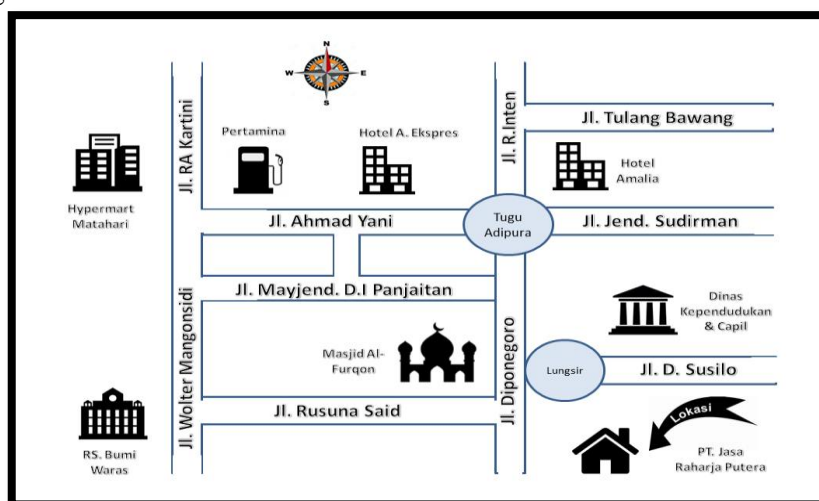 N
W
E
S
Jl. RA Kartini
Pertamina
Hotel A. Ekspres
Jl. R.Inten
Jl. Tulang Bawang
Hotel
Amalia
Hypermart
Matahari
Jl. Ahmad Yani
Tugu
Adipura
Jl. Jend. Sudirman
Jl. Mayjend. D.I Panjaitan
Dinas
Kependudukan
& Capil
Jl. Wolter Mangonsidi
Masjid Al-
Furqon
Jl. Diponegoro
Lungsir
Jl. D. Susilo
Jl. Rusuna Said
Lokasi
RS. Bumi
Waras
PT. Jasa
Raharja Putera